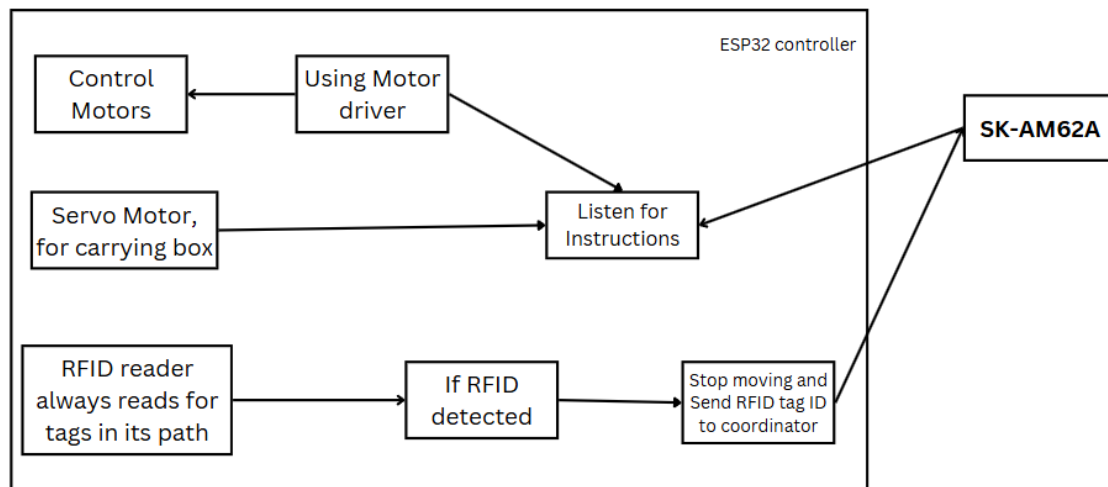 ESP32 controller
Control
Motors
Using Motor
driver
SK-AM62A
Servo Motor,
for carrying box
Listen for
Instructions
RFID reader
always reads for
tags in its path
If RFID
detected
Stop moving and
Send RFID tag ID
to coordinator